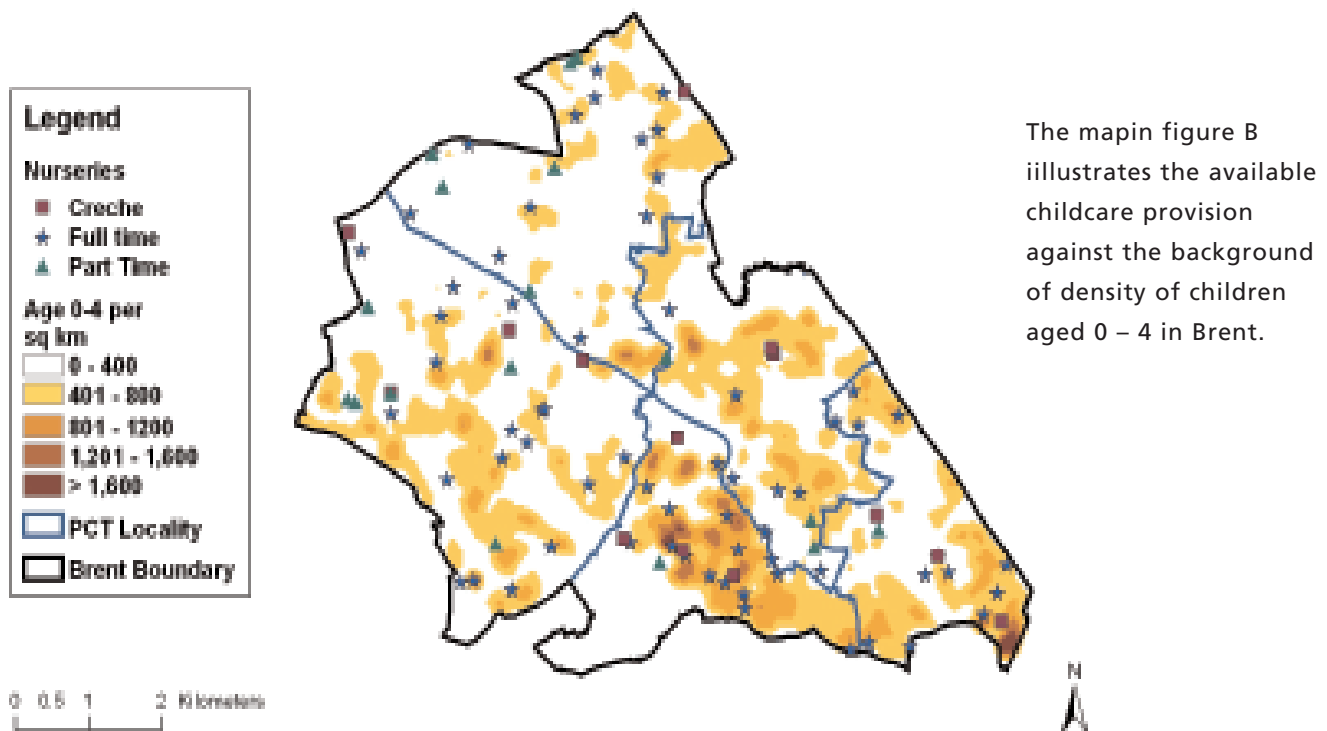 Legend
Nurseries
Creche
Full time
Part Time
Age 0-4 per
sq km
0 - 400
401 - 800
801 - 1200
1,201 - 1,600
> 1,600
PCT Locality
Brent Boundary
0 0.5 1 2 Kilometers
The mapin figure B
iillustrates the available
childcare provision
against the background
of density of children
aged 0 – 4 in Brent.
N